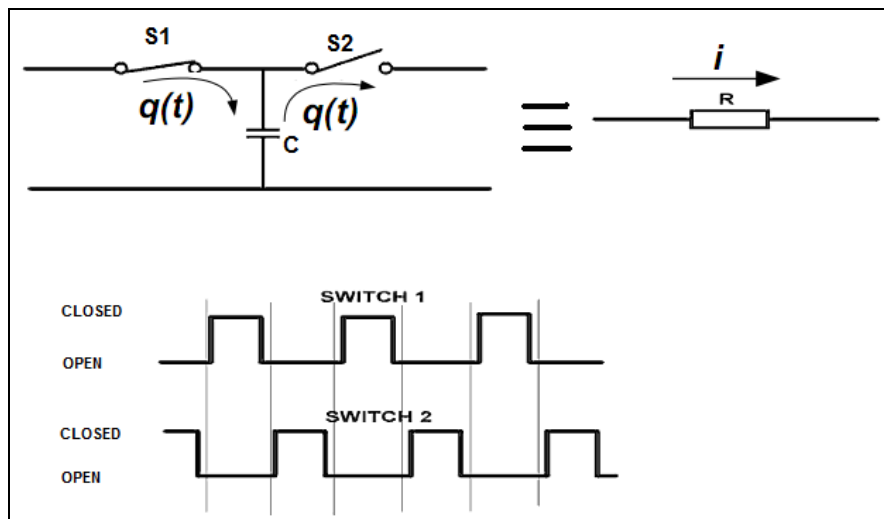 S1
S2
i
q(t)
q(t)
R
C
SWITCH 1
CLOSED
OPEN
SWITCH 2
CLOSED
OPEN